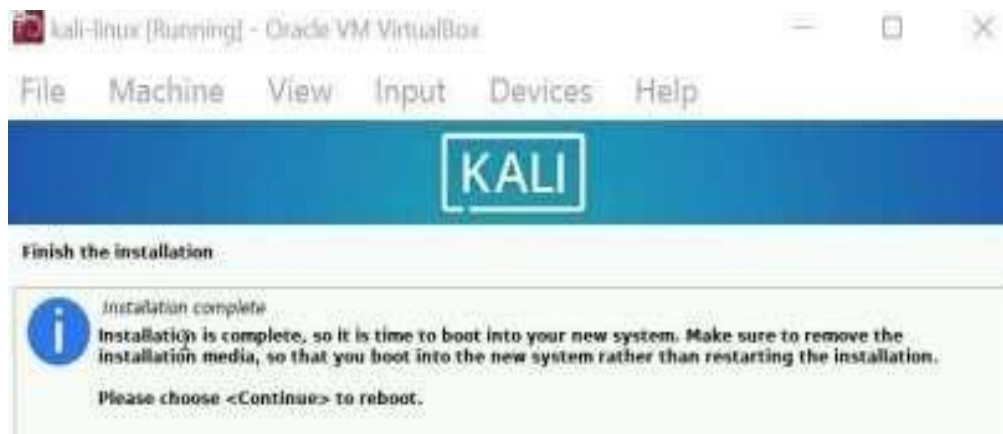 kali-linux [Running] - Oracle VM VirtualBox
File Machine View Input Devices Help
KALI
Finish the installation
Installation complete
Installation is complete, so it is time to boot into your new system. Make sure to remove the
installation media, so that you boot into the new system rather than restarting the installation.
Please choose <Continue> to reboot.